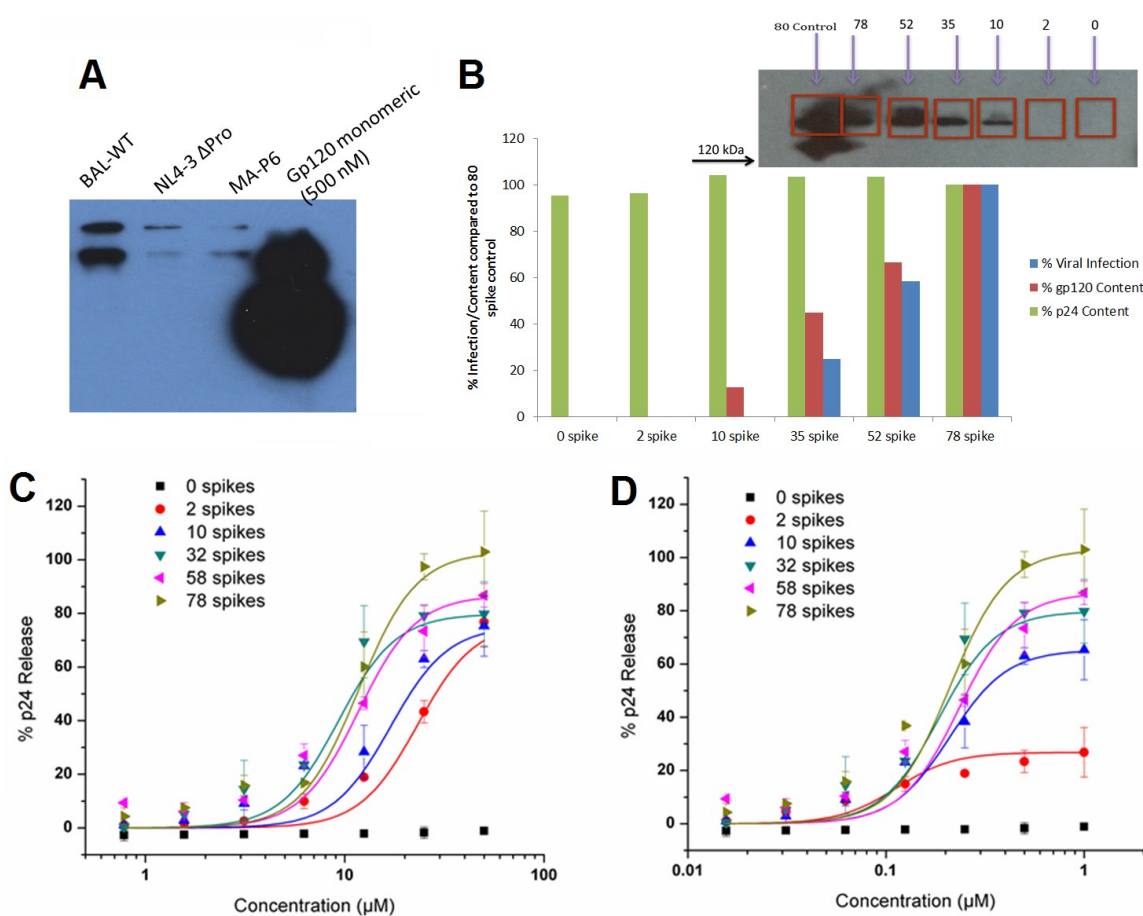 A
BAL-WT
NL4-3 ΔPro
MA-P6
Gp120 monomeric
(500 nM)
B
80 Control
78
52
35
10
2
0
120 kDa
% Infection/Content compared to 80
spike control
120
100
80
60
40
20
0
0 spike
2 spike
10 spike
35 spike
52 spike
78 spike
% Viral Infection
% gp120 Content
% p24 Content
C
0 spikes
2 spikes
10 spikes
32 spikes
58 spikes
78 spikes
% p24 Release
120
100
80
60
40
20
0
1
10
100
Concentration (µM)
D
0 spikes
2 spikes
10 spikes
32 spikes
58 spikes
78 spikes
% p24 Release
120
100
80
60
40
20
0
0.01
0.1
1
Concentration (µM)